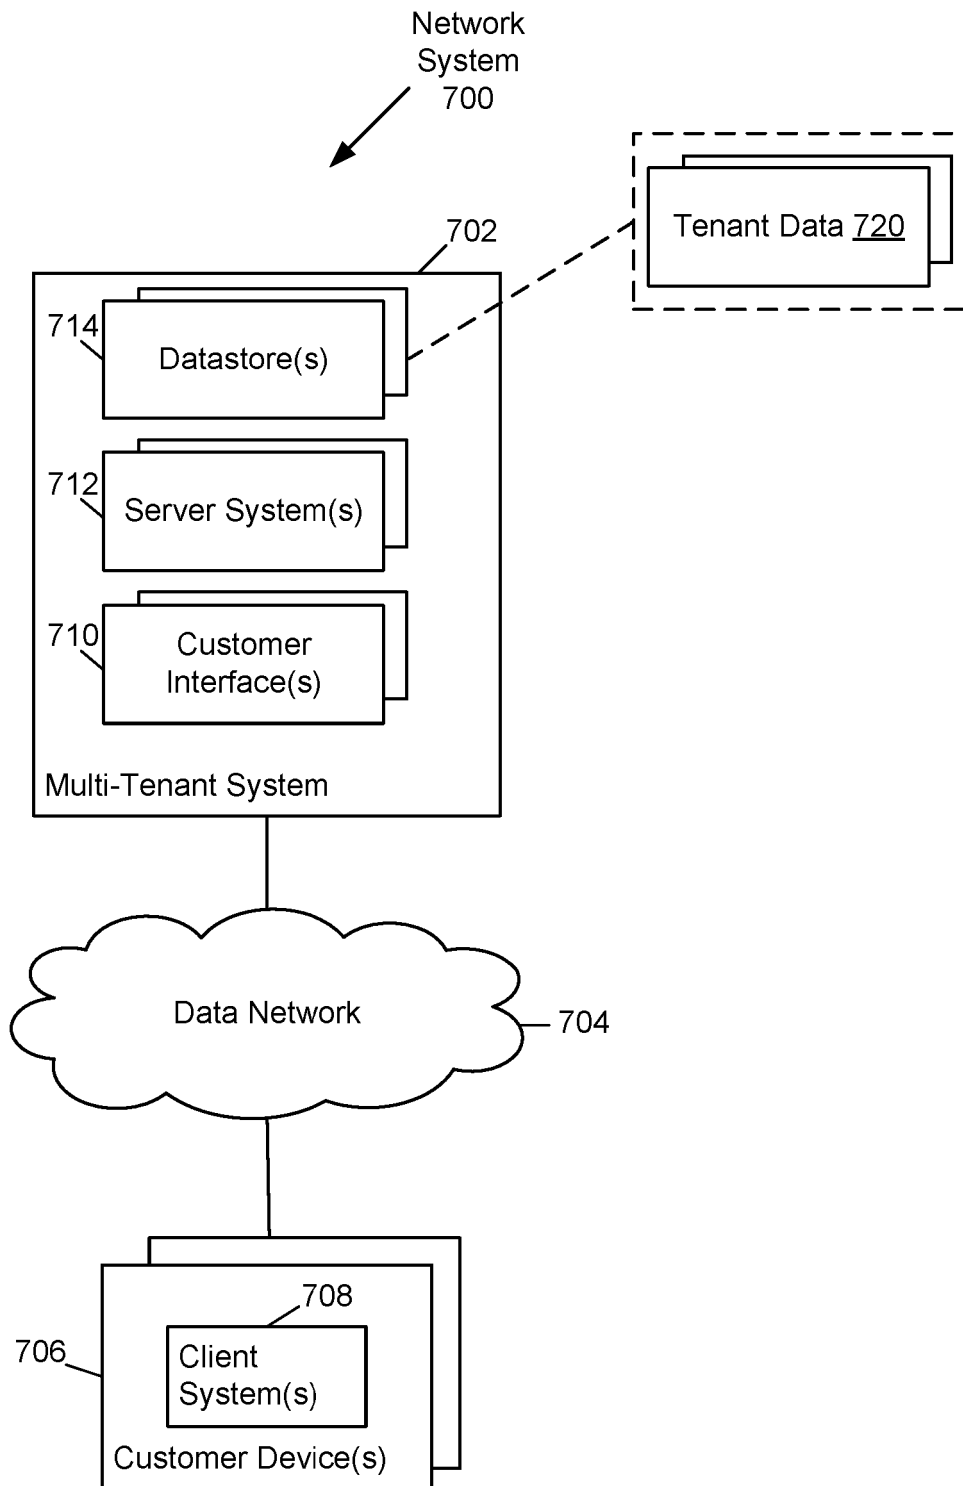 Network
System
700
Tenant Data 720
702
714
Datastore(s)
712
Server System(s)
710
Customer
Interface(s)
Multi-Tenant System
Data Network
704
708
706
Client
System(s)
Customer Device(s)